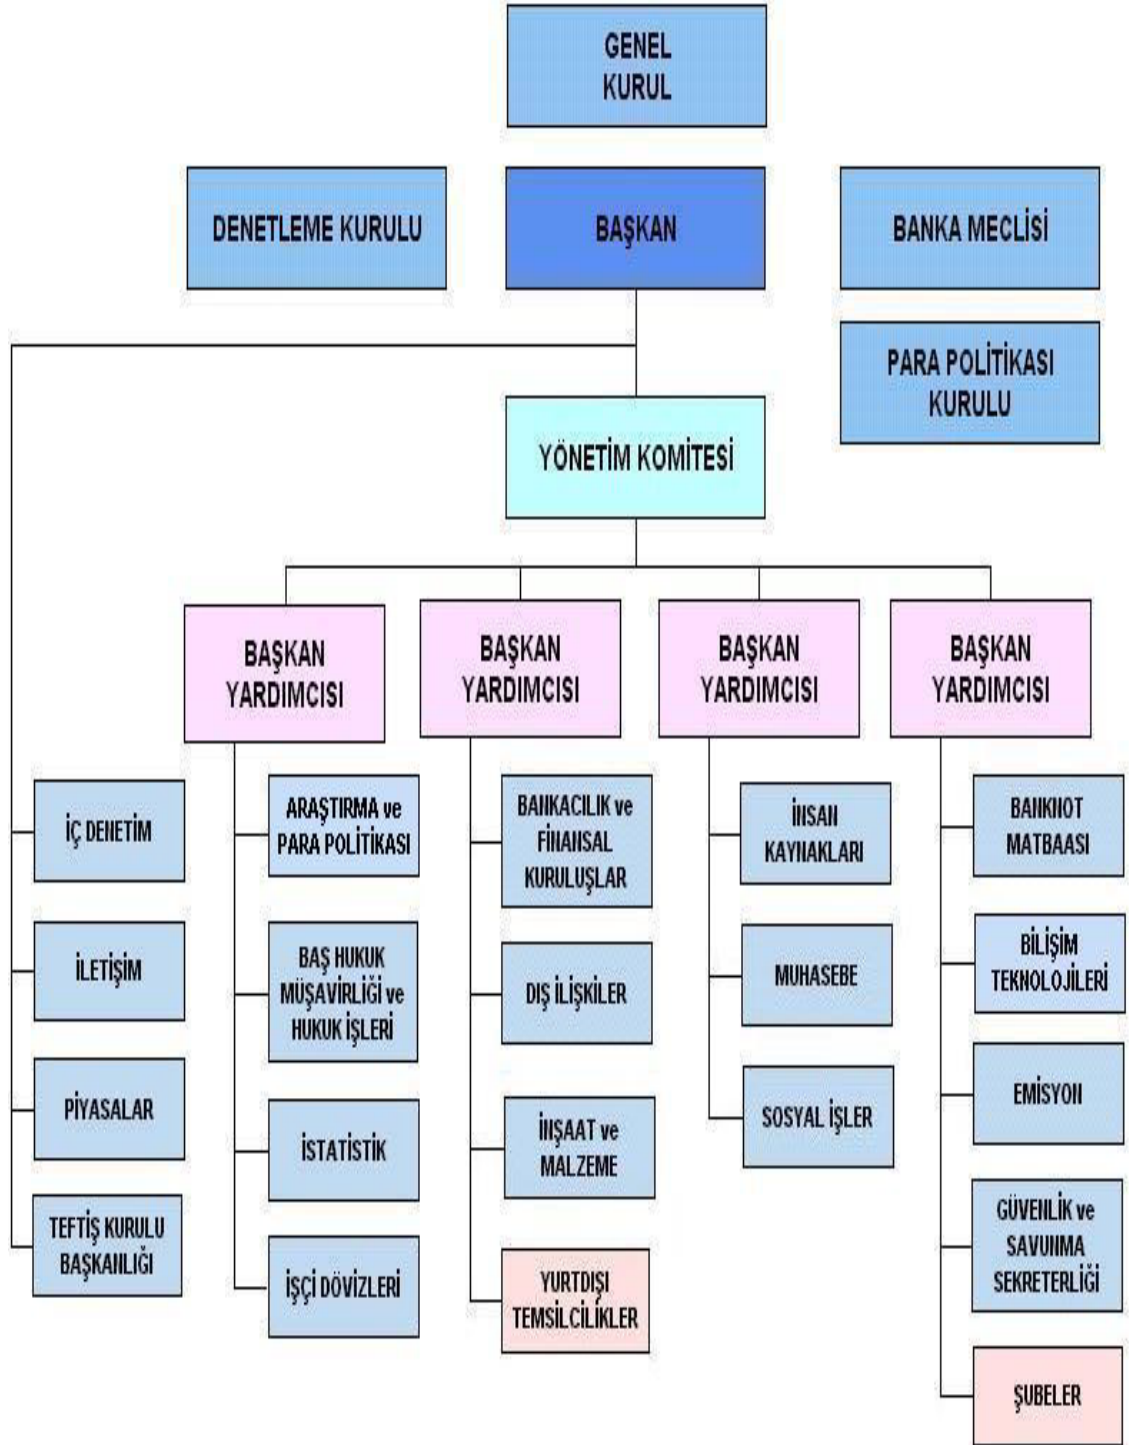 GENEL
KURUL
DENETLEME KURULU
BAŞKAN
BANKA MECLİSİ
PARA POLİTİKASI
KURULU
YÖNETİM KOMİTESİ
BAŞKAN
YARDIMCISI
BAŞKAN
YARDIMCISI
BAŞKAN
YARDIMCISI
BAŞKAN
YARDIMCISI
İÇ DENETİM
İLETİŞİM
PİYASALAR
TEFTİŞ KURULU
BAŞKANLIĞI
ARAŞTIRMA ve
PARA POLİTİKASI
BAŞ HUKUK
MÜŞAVİRLİĞİ ve
HUKUK İŞLERİ
İSTATİSTİK
İŞÇİ DÖVİZLERİ
BANKACILIK ve
FİNANSAL
KURULUŞLAR
DIŞ İLİŞKİLER
İNŞAAT ve
MALZEME
YURTDIŞI
TEMSİLCİLİKLER
İNSAN
KAYNAKLARI
MUHASEBE
SOSYAL İŞLER
BANKNOT
MATBAASI
BİLİŞİM
TEKNOLOJİLERİ
EMİSYON
GÜVENLİK ve
SAVUNMA
SEKRETERLİĞİ
ŞUBELER